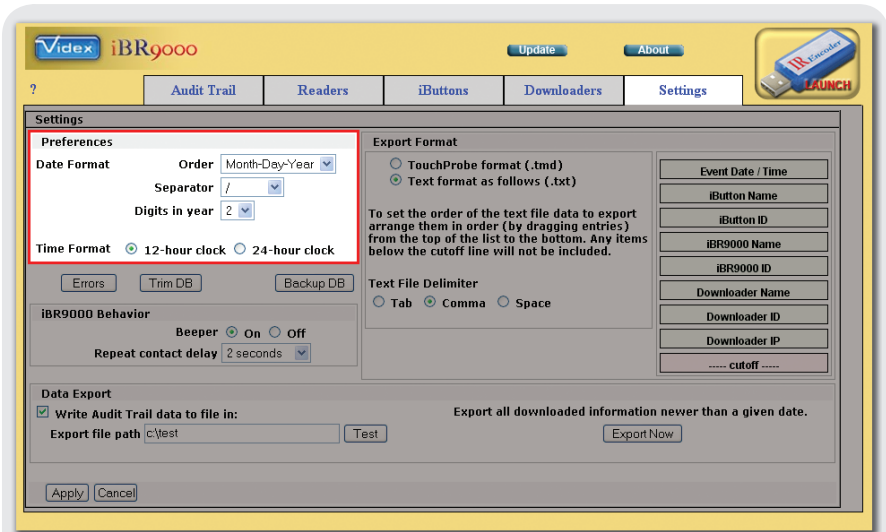 Videx iBR9000
Update About
IR Encoder
LAUNCH
? Audit Trail Readers iButtons Downloaders Settings
Settings
Preferences
Date Format Order Month-Day-Year
Separator /
Digits in year 2
Time Format 12-hour clock 24-hour clock
Errors Trim DB Backup DB
iBR9000 Behavior
Beeper On Off
Repeat contact delay 2 seconds
Export Format
TouchProbe format (.tmd)
Text format as follows (.txt)
To set the order of the text file data to export
arrange them in order (by dragging entries)
from the top of the list to the bottom. Any items
below the cutoff line will not be included.
Text File Delimiter
Tab Comma Space
Event Date / Time
iButton Name
iButton ID
iBR9000 Name
iBR9000 ID
Downloader Name
Downloader ID
Downloader IP
----- cutoff -----
Data Export
Write Audit Trail data to file in:
Export file path c:\test Test
Export all downloaded information newer than a given date.
Export Now
Apply Cancel